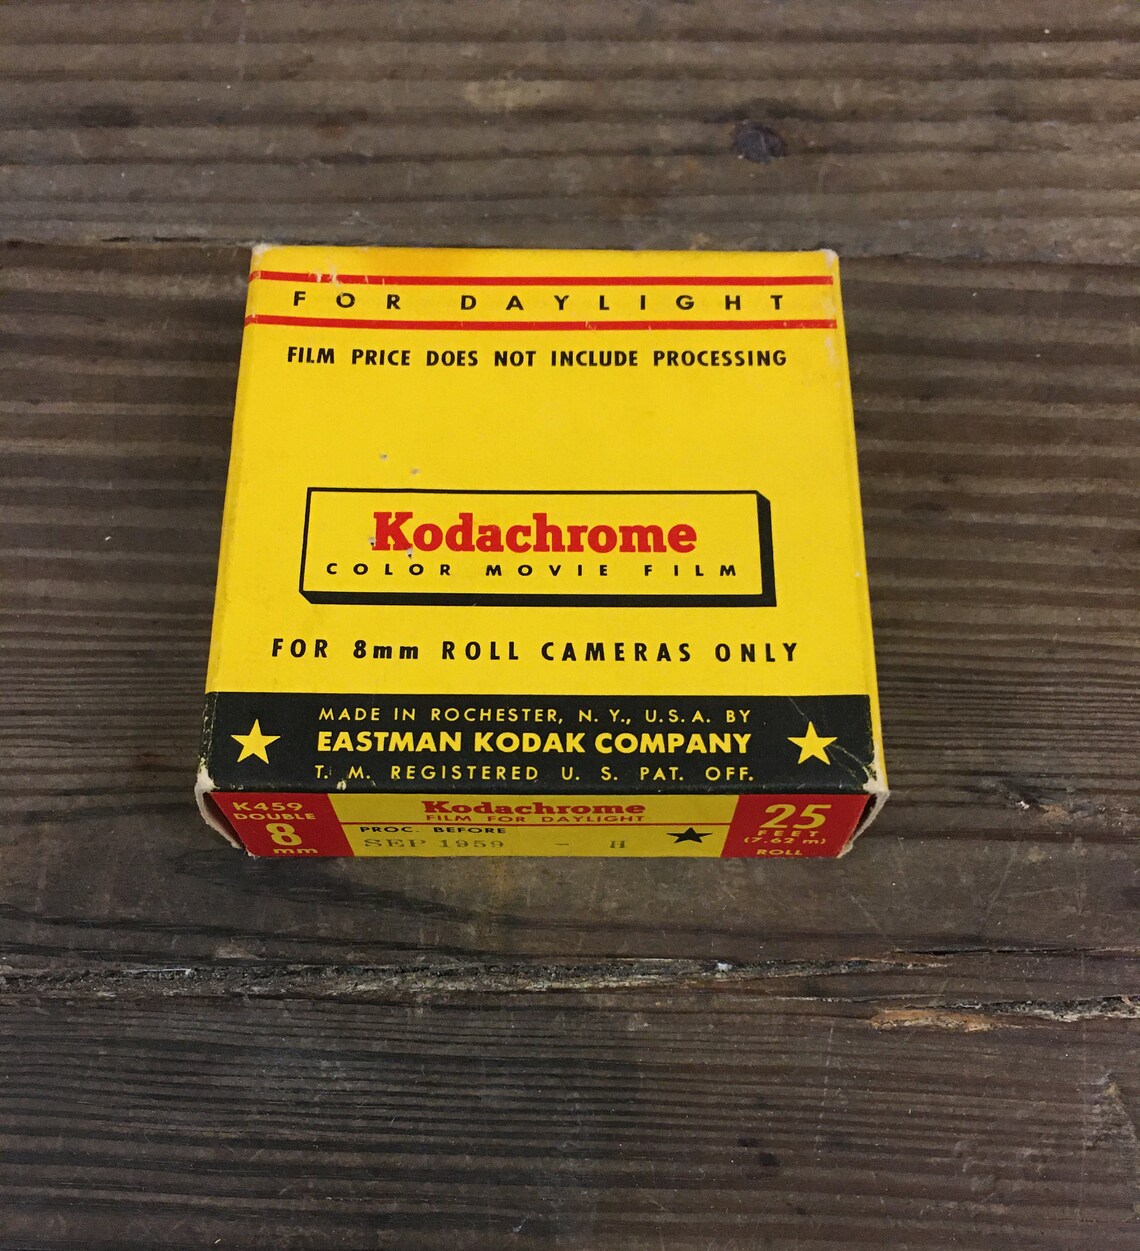 FOR DAYLIGHT
FILM PRICE DOES NOT INCLUDE PROCESSING
Kodachrome
COLOR MOVIE FILM
FOR 8mm ROLL CAMERAS ONLY
MADE IN ROCHESTER, N. Y., U.S.A. BY
EASTMAN KODAK COMPANY
T. M. REGISTERED U. S. PAT. OFF.
K459
DOUBLE
8
mm
Kodachrome
FILM FOR DAYLIGHT
PROC. BEFORE
SEP 1959 - H
25
FEET
(7.62 m)
ROLL